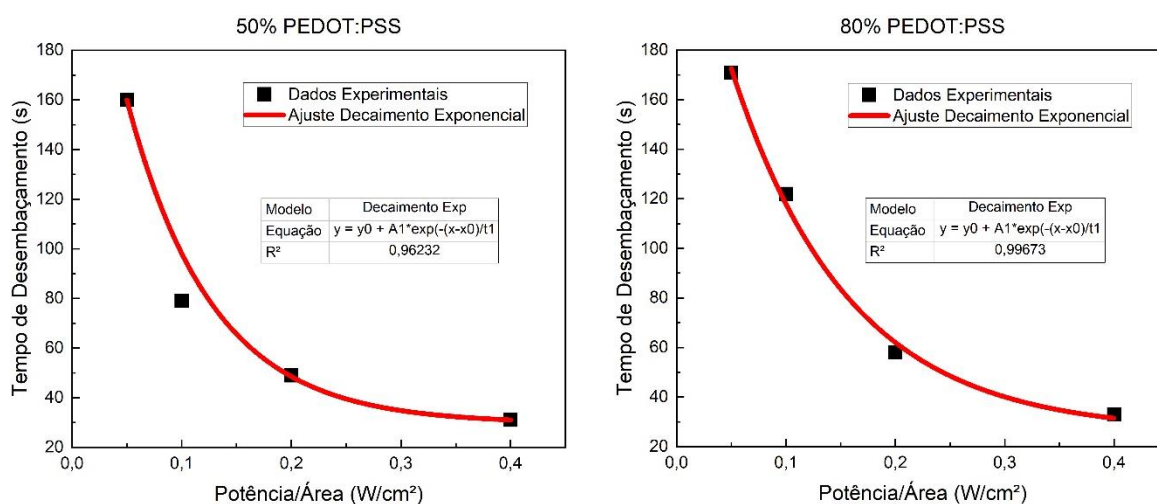 50% PEDOT:PSS
180
160
140
120
100
80
60
40
20
0,0
0,1
0,2
0,3
0,4
Tempo de Desembaçamento (s)
Potência/Área (W/cm²)
Dados Experimentais
Ajuste Decaimento Exponencial
Modelo Decaimento Exp
Equação y = y0 + A1*exp(-(x-x0)/t1
R² 0,96232
80% PEDOT:PSS
180
160
140
120
100
80
60
40
20
0,0
0,1
0,2
0,3
0,4
Tempo de Desembaçamento (s)
Potência/Área (W/cm²)
Dados Experimentais
Ajuste Decaimento Exponencial
Modelo Decaimento Exp
Equação y = y0 + A1*exp(-(x-x0)/t1
R² 0,99673